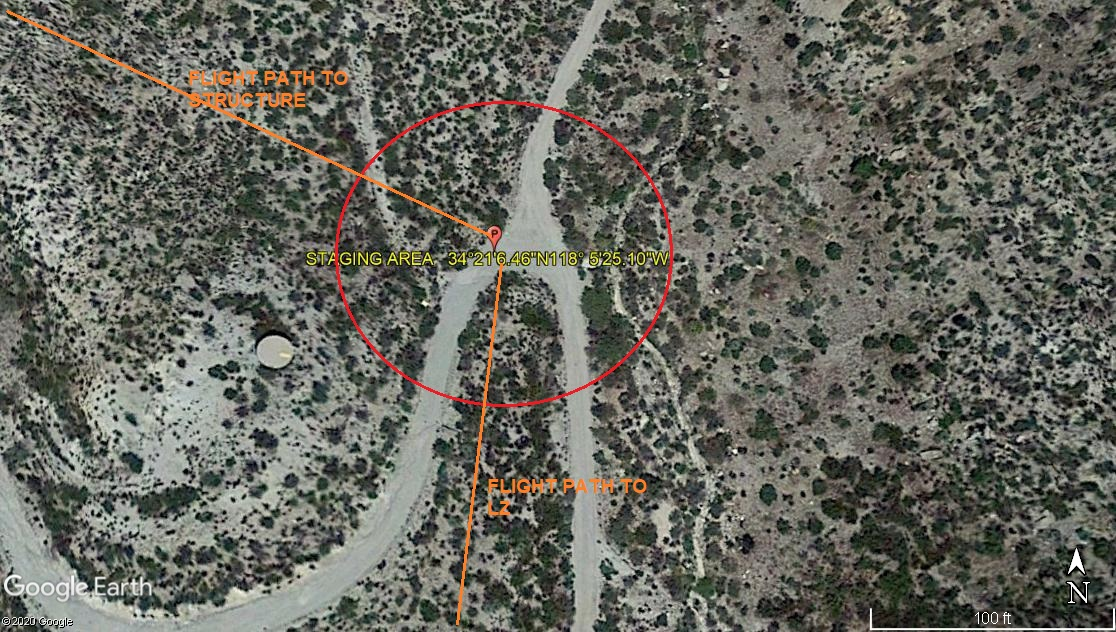 FLIGHT PATH TO
STRUCTURE
P
STAGING AREA 34°21'6.46"N118° 5'25.10"W
FLIGHT PATH TO
LZ
Google Earth
N
©2020 Google
100 ft